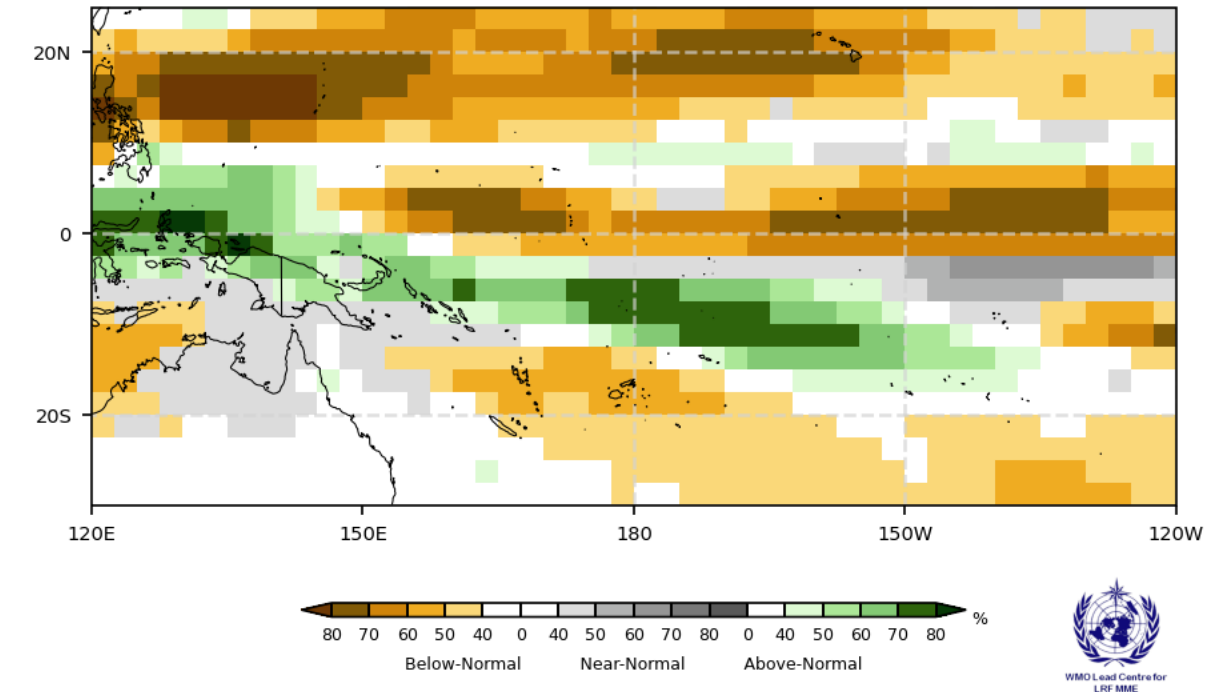 20N
0
20S
120E 150E 180 150W 120W
80 70 60 50 40 0 40 50 60 70 80 0 40 50 60 70 80 %
Below-Normal Near-Normal Above-Normal
WMO Lead Centre for
LRF MME